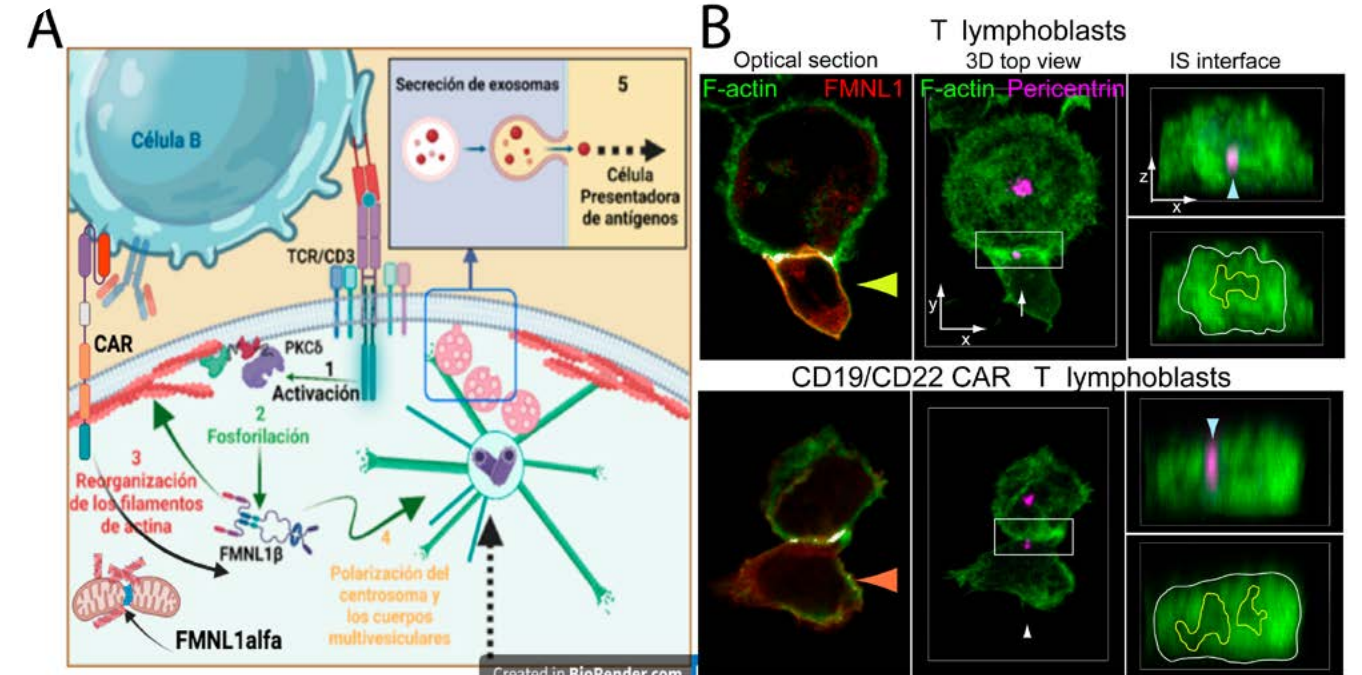 A
Célula B
Secreción de exosomas
5
Célula
Presentadora
de antígenos
TCR/CD3
CAR
PKCδ
1
Activación
2
Fosforilación
3
Reorganización
de los filamentos
de actina
FMNL1β
4
Polarización del
centrosoma y
los cuerpos
multivesiculares
FMNL1alfa
Created in BioRender.com
B
T lymphoblasts
Optical section
3D top view
IS interface
F-actin
FMNL1
F-actin
Pericentrin
z
x
y
x
CD19/CD22 CAR T lymphoblasts